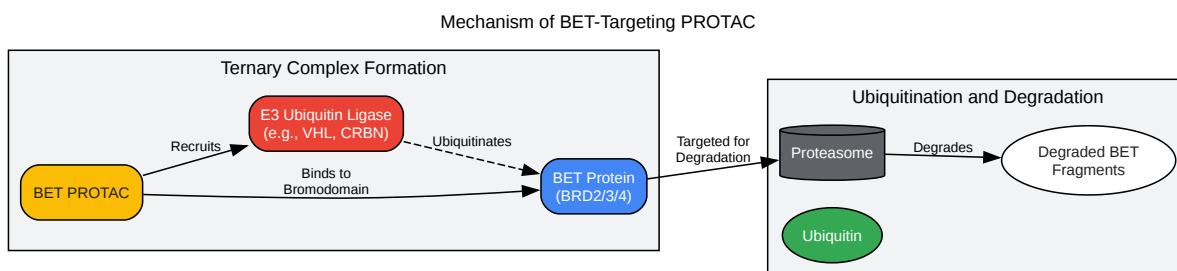 Mechanism of BET-Targeting PROTAC
Ternary Complex Formation
E3 Ubiquitin Ligase
(e.g., VHL, CRBN)
Recruits
Ubiquitinates
BET PROTAC
Binds to
Bromodomain
BET Protein
(BRD2/3/4)
Targeted for
Degradation
Ubiquitination and Degradation
Proteasome
Degrades
Degraded BET
Fragments
Ubiquitin